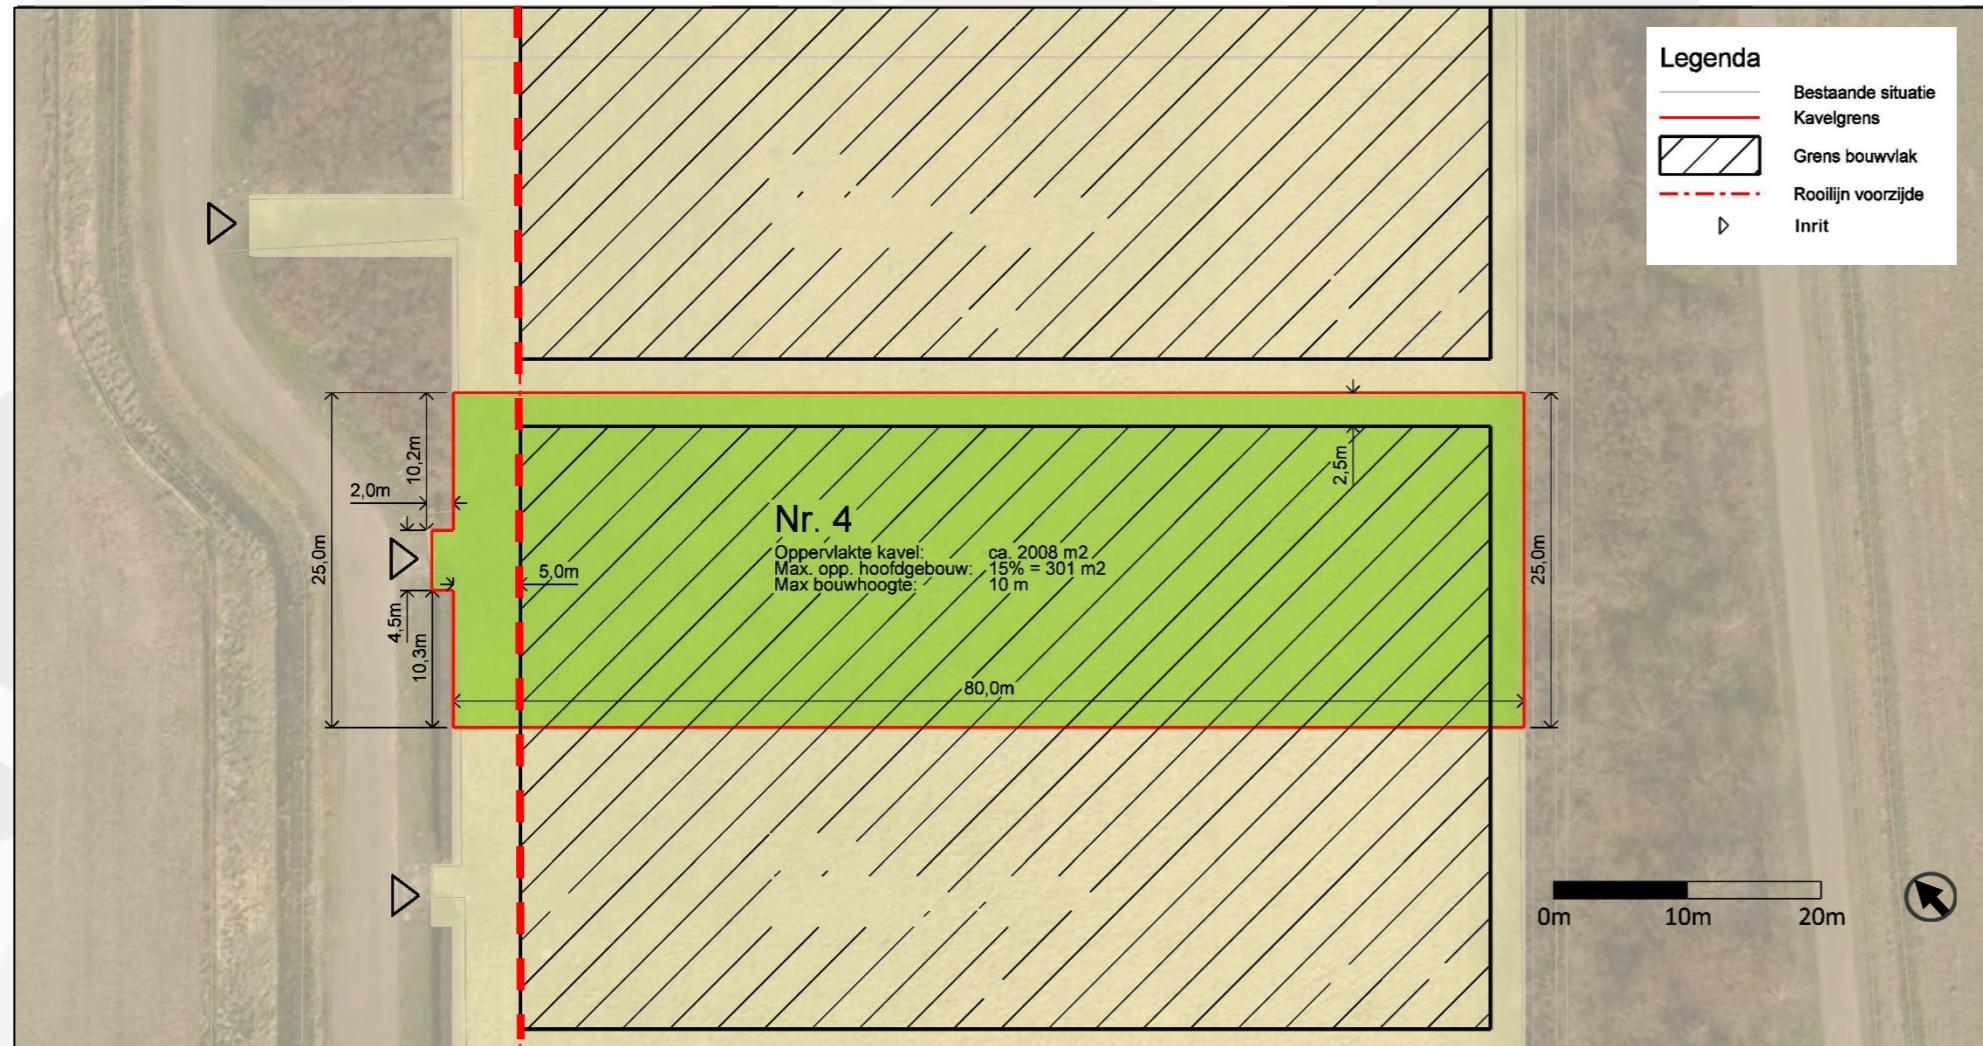 Legenda
Bestaande situatie
Kavelgrens
Grens bouwvlak
Rooilijn voorzijde
Inrit
10,2m
2,0m
25,0m
4,5m
10,3m
5,0m
2,5m
25,0m
Nr. 4
Oppervlakte kavel: ca. 2008 m2
Max. opp. hoofdgebouw: 15% = 301 m2
Max bouwhoogte: 10 m
80,0m
0m 10m 20m